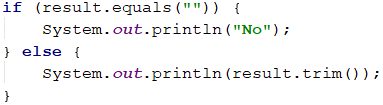 if (result.equals("")) {
    System.out.println("No");
} else {
    System.out.println(result.trim());
}